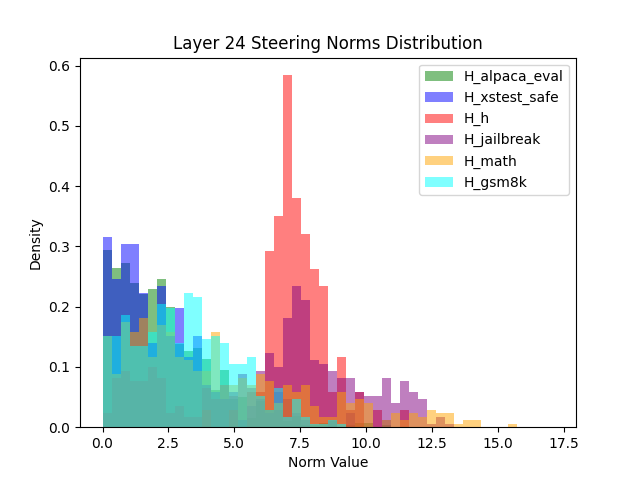 Layer 24 Steering Norms Distribution
H_alpaca_eval
H_xstest_safe
H_h
H_jailbreak
H_math
H_gsm8k
Density
0.6
0.5
0.4
0.3
0.2
0.1
0.0
0.0 2.5 5.0 7.5 10.0 12.5 15.0 17.5
Norm Value